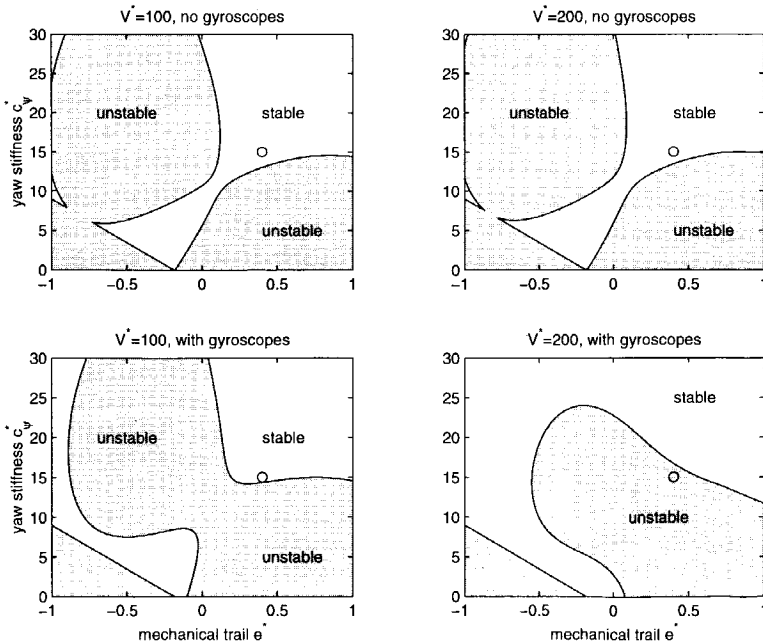 V*=100, no gyroscopes
V*=200, no gyroscopes
30
25
20
15
10
5
0
yaw stiffness c*ψ
unstable
stable
unstable
-1 -0.5 0 0.5 1
30
25
20
15
10
5
0
unstable
stable
unstable
-1 -0.5 0 0.5 1
V*=100, with gyroscopes
V*=200, with gyroscopes
30
25
20
15
10
5
0
yaw stiffness c*ψ
unstable
stable
unstable
-1 -0.5 0 0.5 1
mechanical trail e*
30
25
20
15
10
5
0
stable
unstable
-1 -0.5 0 0.5 1
mechanical trail e*